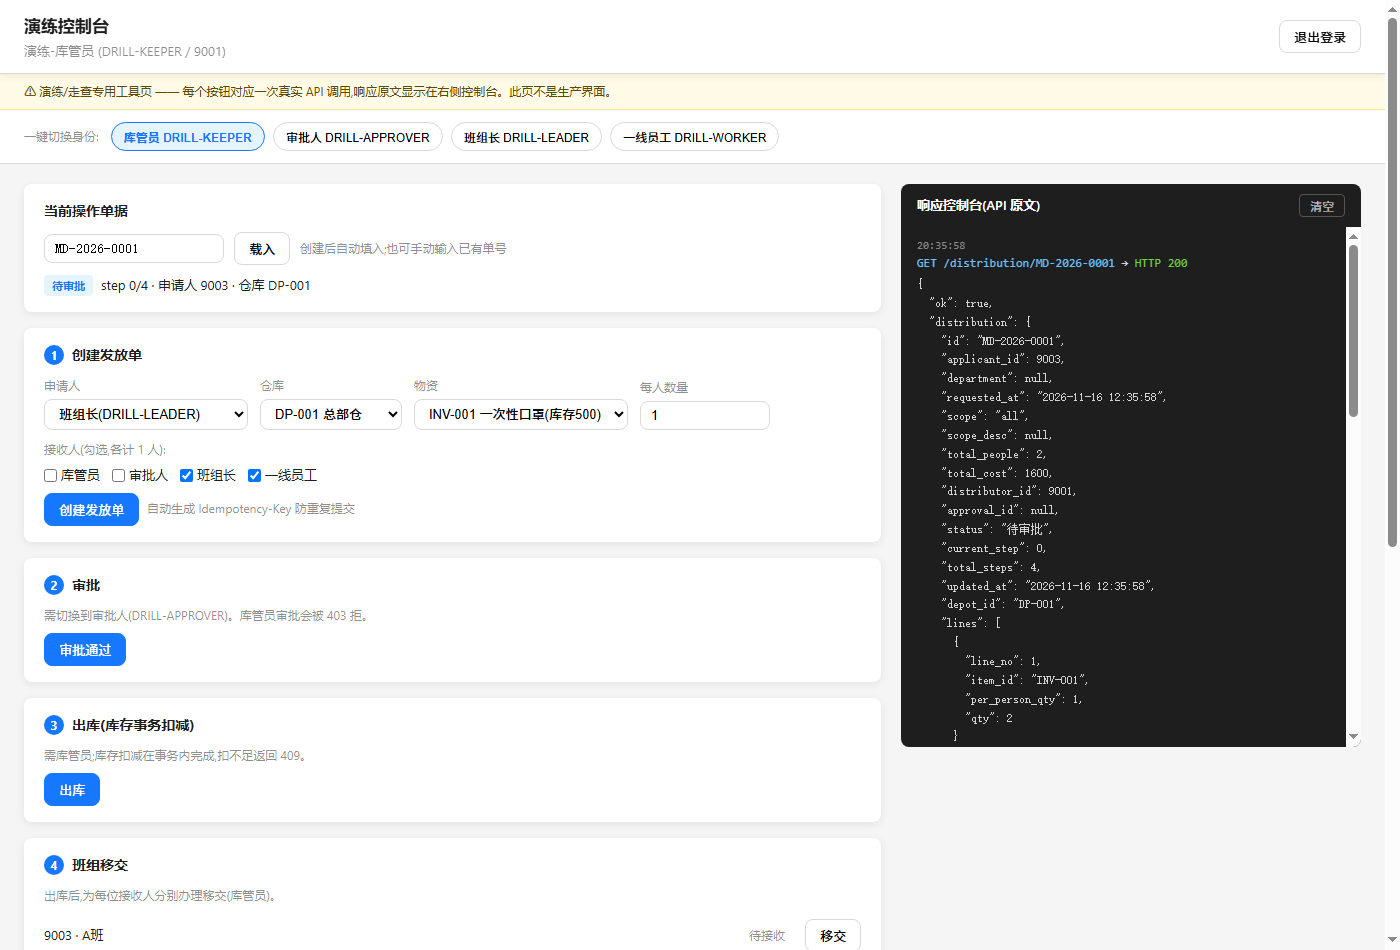 演练控制台
演练-库管员 (DRILL-KEEPER / 9001)
退出登录
⚠ 演练/走查专用工具页 —— 每个按钮对应一次真实 API 调用,响应原文显示在右侧控制台。此页不是生产界面。
一键切换身份:
库管员 DRILL-KEEPER
审批人 DRILL-APPROVER
班组长 DRILL-LEADER
一线员工 DRILL-WORKER
当前操作单据
MD-2026-0001
载入
创建后自动填入;也可手动输入已有单号
待审批
step 0/4 · 申请人 9003 · 仓库 DP-001
1 创建发放单
申请人
仓库
物资
每人数量
班组长(DRILL-LEADER)
DP-001 总部仓
INV-001 一次性口罩(库存500)
1
接收人(勾选,各计 1 人):
库管员
审批人
班组长
一线员工
创建发放单
自动生成 Idempotency-Key 防重复提交
2 审批
需切换到审批人(DRILL-APPROVER)。库管员审批会被 403 拒。
审批通过
3 出库(库存事务扣减)
需库管员;库存扣减在事务内完成,扣不足返回 409。
出库
4 班组移交
出库后,为每位接收人分别办理移交(库管员)。
9003 · A班
待接收
移交
响应控制台(API 原文)
清空
20:35:58
GET /distribution/MD-2026-0001 → HTTP 200
{
"ok": true,
"distribution": {
"id": "MD-2026-0001",
"applicant_id": 9003,
"department": null,
"requested_at": "2026-11-16 12:35:58",
"scope": "all",
"scope_desc": null,
"total_people": 2,
"total_cost": 1600,
"distributor_id": 9001,
"approval_id": null,
"status": "待审批",
"current_step": 0,
"total_steps": 4,
"updated_at": "2026-11-16 12:35:58",
"depot_id": "DP-001",
"lines": [
{
"line_no": 1,
"item_id": "INV-001",
"per_person_qty": 1,
"qty": 2
}